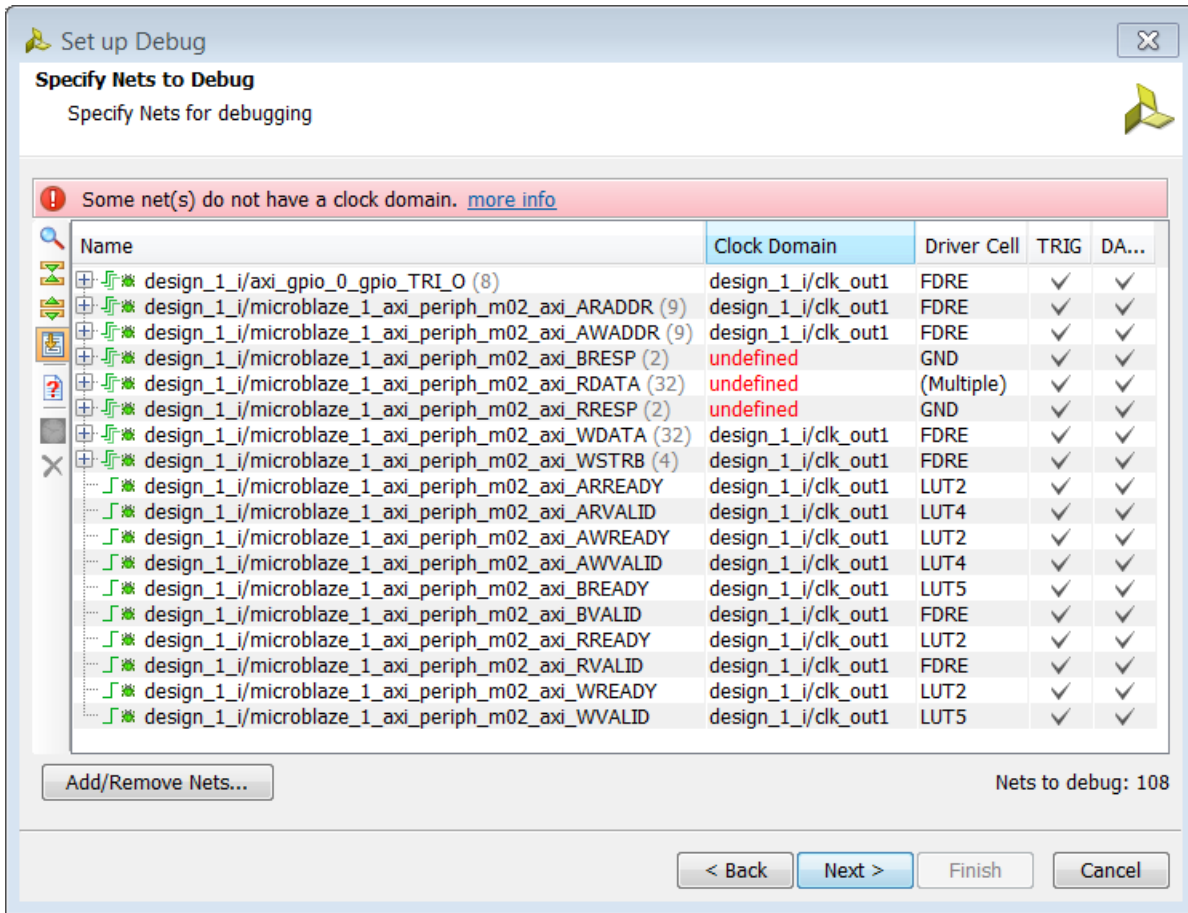 Set up Debug
Specify Nets to Debug
Specify Nets for debugging
Some net(s) do not have a clock domain. more info
Name Clock Domain Driver Cell TRIG DA...
design_1_i/axi_gpio_0_gpio_TRI_O (8) design_1_i/clk_out1 FDRE
design_1_i/microblaze_1_axi_periph_m02_axi_ARADDR (9) design_1_i/clk_out1 FDRE
design_1_i/microblaze_1_axi_periph_m02_axi_AWADDR (9) design_1_i/clk_out1 FDRE
design_1_i/microblaze_1_axi_periph_m02_axi_BRESP (2) undefined GND
design_1_i/microblaze_1_axi_periph_m02_axi_RDATA (32) undefined (Multiple)
design_1_i/microblaze_1_axi_periph_m02_axi_RRESP (2) undefined GND
design_1_i/microblaze_1_axi_periph_m02_axi_WDATA (32) design_1_i/clk_out1 FDRE
design_1_i/microblaze_1_axi_periph_m02_axi_WSTRB (4) design_1_i/clk_out1 FDRE
design_1_i/microblaze_1_axi_periph_m02_axi_ARREADY design_1_i/clk_out1 LUT2
design_1_i/microblaze_1_axi_periph_m02_axi_ARVALID design_1_i/clk_out1 LUT4
design_1_i/microblaze_1_axi_periph_m02_axi_AWREADY design_1_i/clk_out1 LUT2
design_1_i/microblaze_1_axi_periph_m02_axi_AWVALID design_1_i/clk_out1 LUT4
design_1_i/microblaze_1_axi_periph_m02_axi_BREADY design_1_i/clk_out1 LUT5
design_1_i/microblaze_1_axi_periph_m02_axi_BVALID design_1_i/clk_out1 FDRE
design_1_i/microblaze_1_axi_periph_m02_axi_RREADY design_1_i/clk_out1 LUT2
design_1_i/microblaze_1_axi_periph_m02_axi_RVALID design_1_i/clk_out1 FDRE
design_1_i/microblaze_1_axi_periph_m02_axi_WREADY design_1_i/clk_out1 LUT2
design_1_i/microblaze_1_axi_periph_m02_axi_WVALID design_1_i/clk_out1 LUT5
Add/Remove Nets... Nets to debug: 108
< Back Next > Finish Cancel